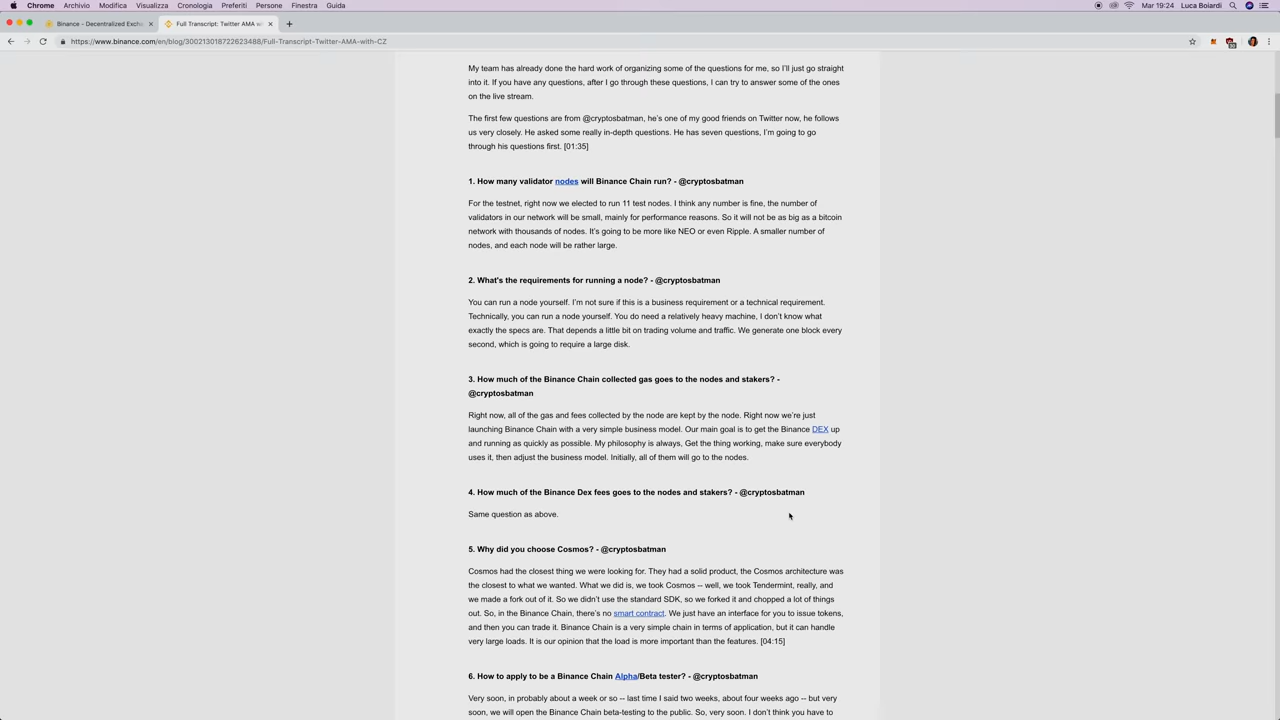 Chrome Archivio Modifica Visualizza Cronologia Preferiti Persone Finestra Guida Mar 19:24 Luca Boiardi
Binance - Decentralized Exch Full Transcript: Twitter AMA wi
https://www.binance.com/en/blog/300213018722623488/Full-Transcript-Twitter-AMA-with-CZ
My team has already done the hard work of organizing some of the questions for me, so I'll just go straight
into it. If you have any questions, after I go through these questions, I can try to answer some of the ones
on the live stream.
The first few questions are from @cryptosbatman, he's one of my good friends on Twitter now, he follows
us very closely. He asked some really in-depth questions. He has seven questions, I'm going to go
through his questions first. [01:35]
1. How many validator nodes will Binance Chain run? - @cryptosbatman
For the testnet, right now we elected to run 11 test nodes. I think any number is fine, the number of
validators in our network will be small, mainly for performance reasons. So it will not be as big as a bitcoin
network with thousands of nodes. It's going to be more like NEO or even Ripple. A smaller number of
nodes, and each node will be rather large.
2. What's the requirements for running a node? - @cryptosbatman
You can run a node yourself. I'm not sure if this is a business requirement or a technical requirement.
Technically, you can run a node yourself. You do need a relatively heavy machine, I don't know what
exactly the specs are. That depends a little bit on trading volume and traffic. We generate one block every
second, which is going to require a large disk.
3. How much of the Binance Chain collected gas goes to the nodes and stakers? -
@cryptosbatman
Right now, all of the gas and fees collected by the node are kept by the node. Right now we're just
launching Binance Chain with a very simple business model. Our main goal is to get the Binance DEX up
and running as quickly as possible. My philosophy is always, Get the thing working, make sure everybody
uses it, then adjust the business model. Initially, all of them will go to the nodes.
4. How much of the Binance Dex fees goes to the nodes and stakers? - @cryptosbatman
Same question as above.
5. Why did you choose Cosmos? - @cryptosbatman
Cosmos had the closest thing we were looking for. They had a solid product, the Cosmos architecture was
the closest to what we wanted. What we did is, we took Cosmos -- well, we took Tendermint, really, and
we made a fork out of it. So we didn't use the standard SDK, so we forked it and chopped a lot of things
out. So, in the Binance Chain, there's no smart contract. We just have an interface for you to issue tokens,
and then you can trade it. Binance Chain is a very simple chain in terms of application, but it can handle
very large loads. It is our opinion that the load is more important than the features. [04:15]
6. How to apply to be a Binance Chain Alpha/Beta tester? - @cryptosbatman
Very soon, in probably about a week or so -- last time I said two weeks, about four weeks ago -- but very
soon, we will open the Binance Chain beta-testing to the public. So, very soon. I don't think you have to